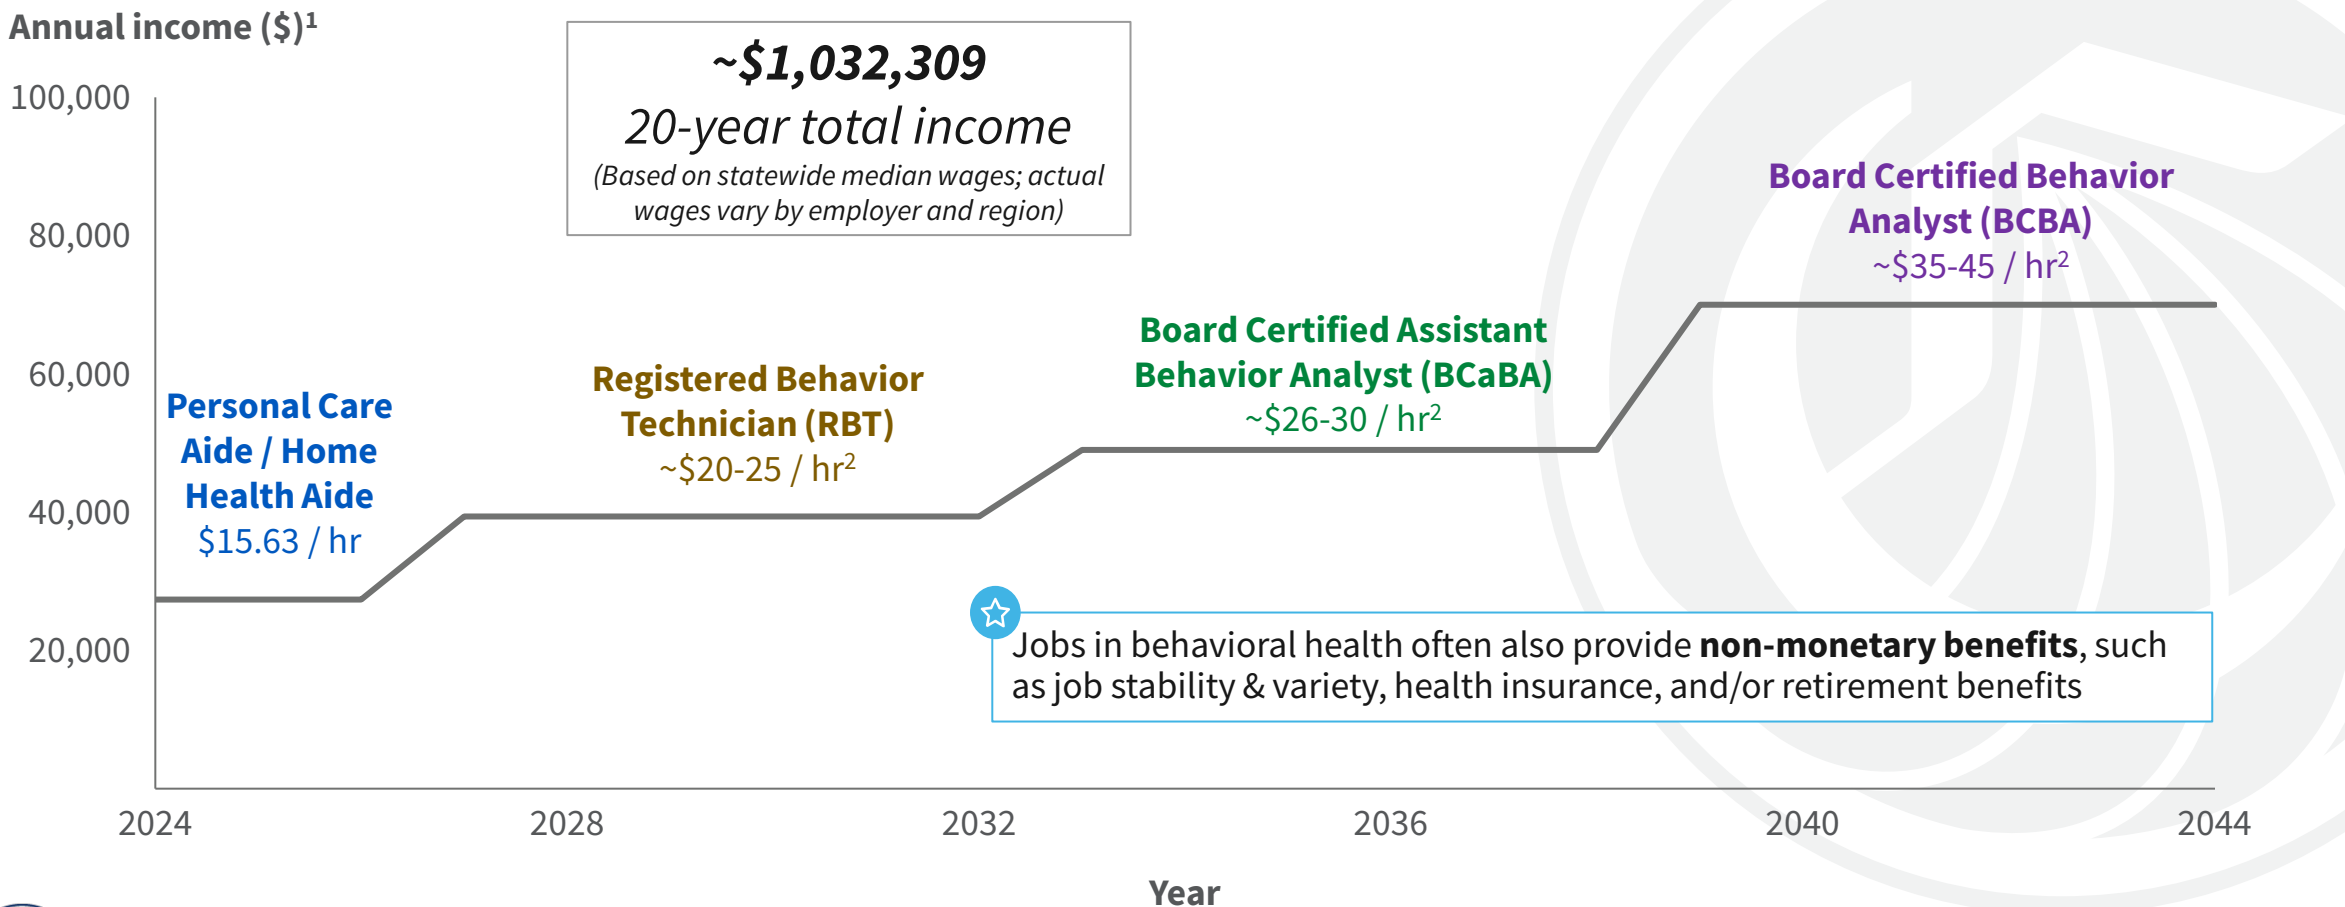 Annual income ($)¹
~$1,032,309
20-year total income
(Based on statewide median wages; actual
wages vary by employer and region)
100,000
80,000
60,000
40,000
20,000
Personal Care
Aide / Home
Health Aide
$15.63 / hr
Registered Behavior
Technician (RBT)
~$20-25 / hr²
Board Certified Assistant
Behavior Analyst (BCaBA)
~$26-30 / hr²
Board Certified Behavior
Analyst (BCBA)
~$35-45 / hr²
Jobs in behavioral health often also provide non-monetary benefits, such
as job stability & variety, health insurance, and/or retirement benefits
2024
2028
2032
2036
2040
2044
Year